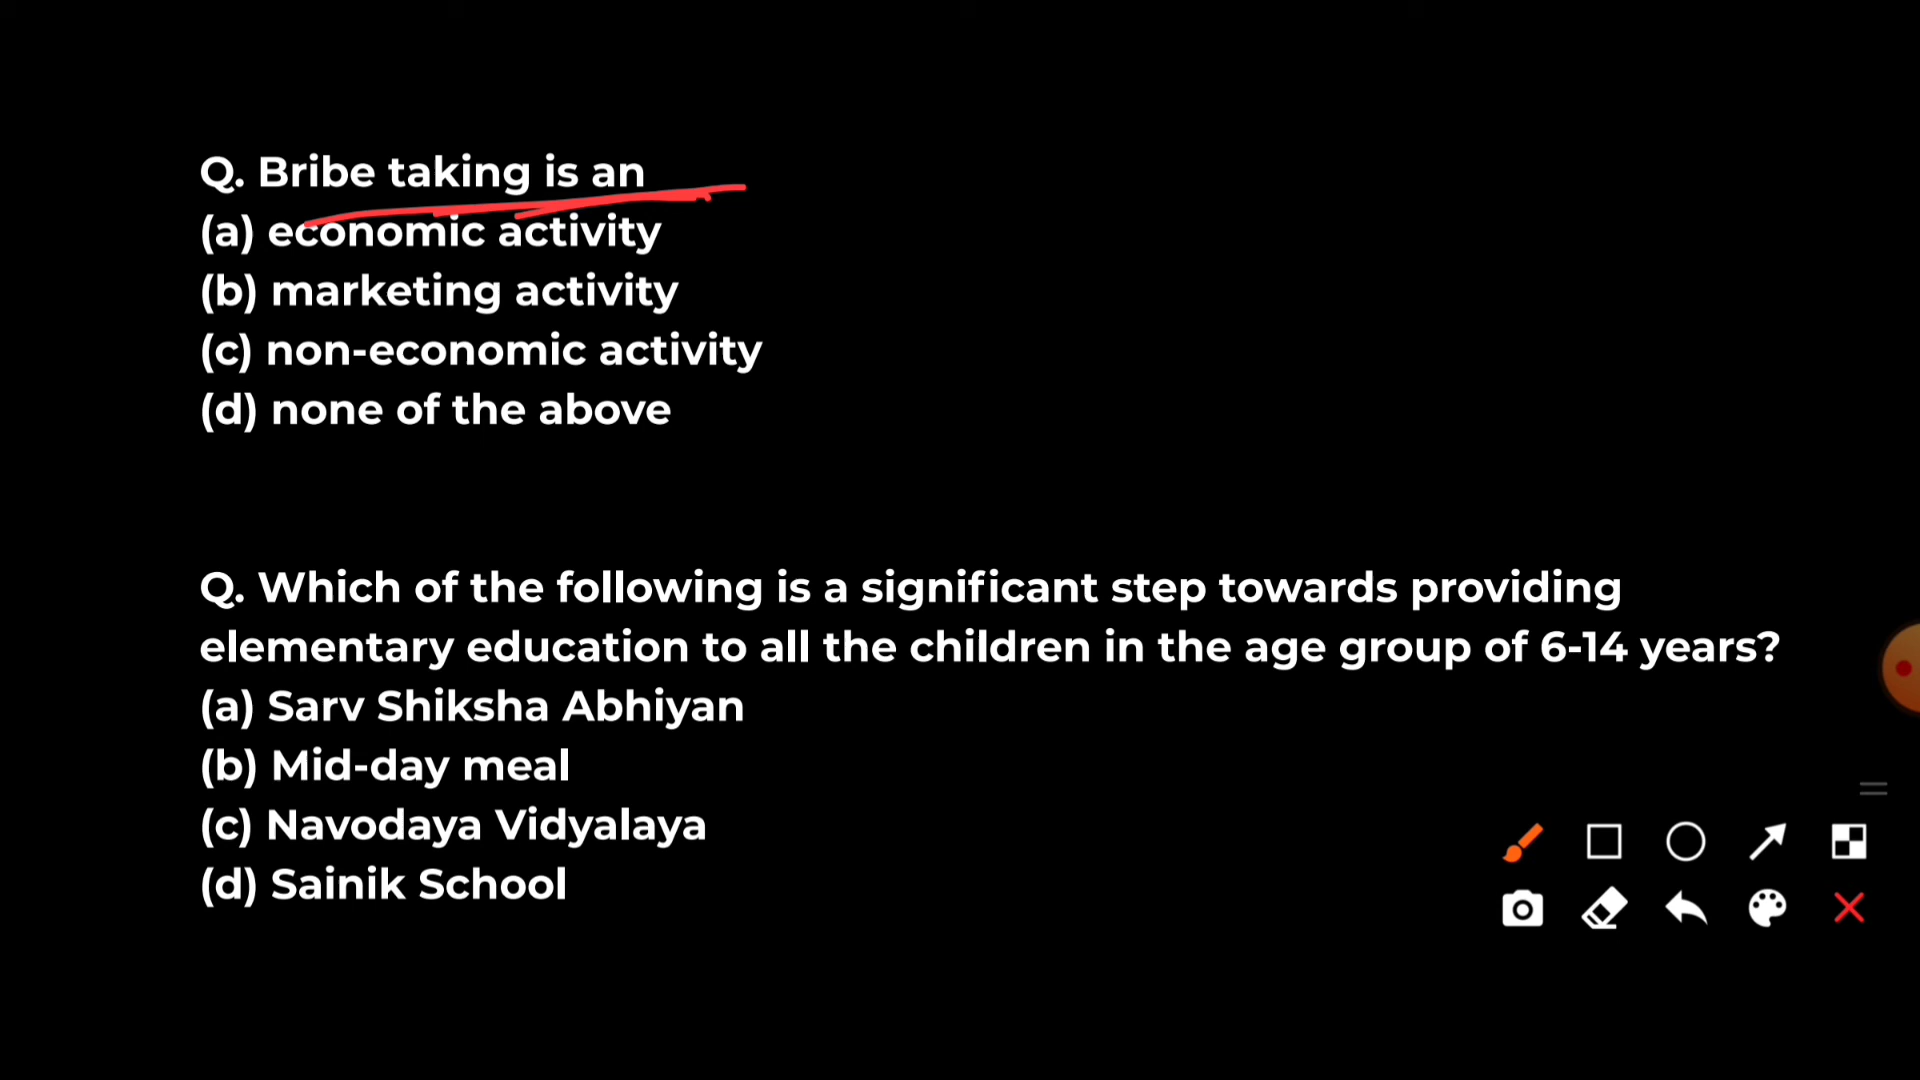 Q. Bribe taking is an
(a) economic activity
(b) marketing activity
(c) non-economic activity
(d) none of the above
Q. Which of the following is a significant step towards providing
elementary education to all the children in the age group of 6-14 years?
(a) Sarv Shiksha Abhiyan
(b) Mid-day meal
(c) Navodaya Vidyalaya
(d) Sainik School